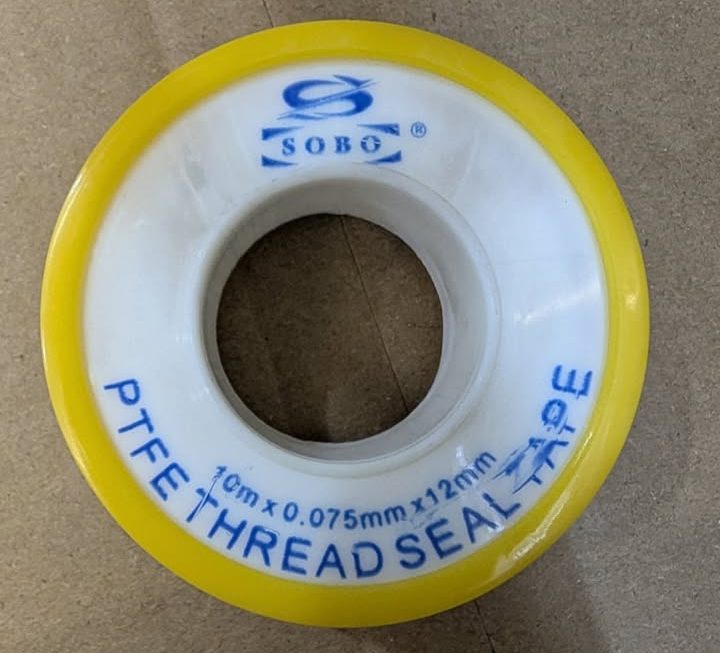 SOBO ®
10m x 0.075mm x 12mm
PTFE THREAD SEAL TAPE